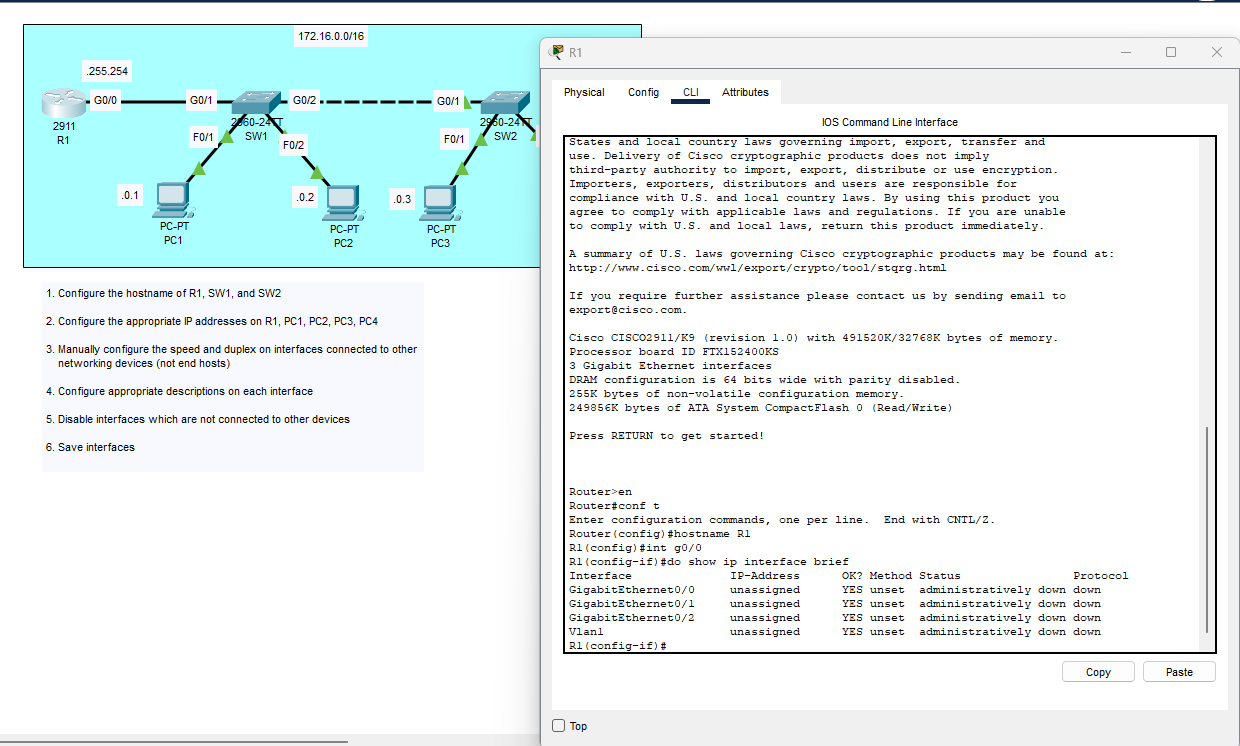 172.16.0.0/16
.255.254
G0/0
G0/1
G0/2
G0/1
2911
R1
2960-24TT
SW1
2960-24TT
SW2
F0/1
F0/2
F0/1
.0.1
.0.2
.0.3
PC-PT
PC1
PC-PT
PC2
PC-PT
PC3
1. Configure the hostname of R1, SW1, and SW2
2. Configure the appropriate IP addresses on R1, PC1, PC2, PC3, PC4
3. Manually configure the speed and duplex on interfaces connected to other
networking devices (not end hosts)
4. Configure appropriate descriptions on each interface
5. Disable interfaces which are not connected to other devices
6. Save interfaces
R1
Physical Config CLI Attributes
IOS Command Line Interface
States and local country laws governing import, export, transfer and
use. Delivery of Cisco cryptographic products does not imply
third-party authority to import, export, distribute or use encryption.
Importers, exporters, distributors and users are responsible for
compliance with U.S. and local country laws. By using this product you
agree to comply with applicable laws and regulations. If you are unable
to comply with U.S. and local laws, return this product immediately.
A summary of U.S. laws governing Cisco cryptographic products may be found at:
http://www.cisco.com/wwl/export/crypto/tool/stqrg.html
If you require further assistance please contact us by sending email to
export@cisco.com.
Cisco CISCO2911/K9 (revision 1.0) with 491520K/32768K bytes of memory.
Processor board ID FTX152400KS
3 Gigabit Ethernet interfaces
DRAM configuration is 64 bits wide with parity disabled.
255K bytes of non-volatile configuration memory.
249856K bytes of ATA System CompactFlash 0 (Read/Write)
Press RETURN to get started!
Router>en
Router#conf t
Enter configuration commands, one per line. End with CNTL/Z.
Router(config)#hostname R1
R1(config)#int g0/0
R1(config-if)#do show ip interface brief
Interface IP-Address OK? Method Status Protocol
GigabitEthernet0/0 unassigned YES unset administratively down down
GigabitEthernet0/1 unassigned YES unset administratively down down
GigabitEthernet0/2 unassigned YES unset administratively down down
Vlan1 unassigned YES unset administratively down down
R1(config-if)#
Copy Paste
Top